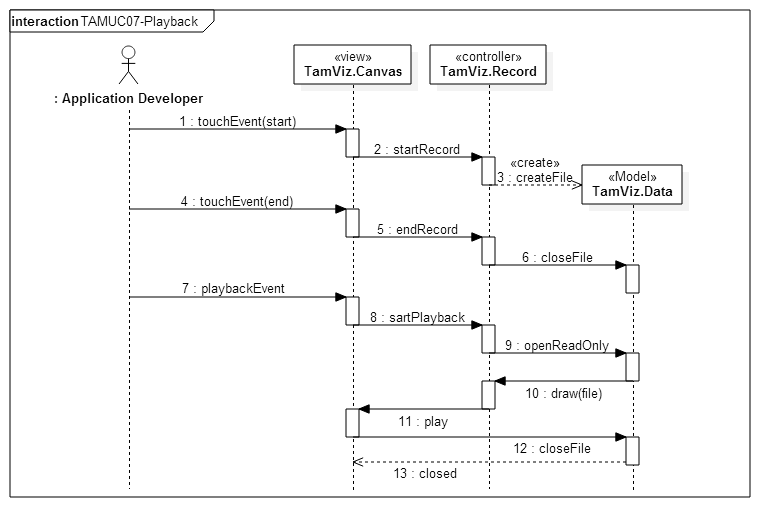 interaction TAMUC07-Playback
«view»
TamViz.Canvas
«controller»
TamViz.Record
: Application Developer
1 : touchEvent(start)
2 : startRecord
«create»
3 : createFile
«Model»
TamViz.Data
4 : touchEvent(end)
5 : endRecord
6 : closeFile
7 : playbackEvent
8 : sartPlayback
9 : openReadOnly
10 : draw(file)
11 : play
12 : closeFile
13 : closed